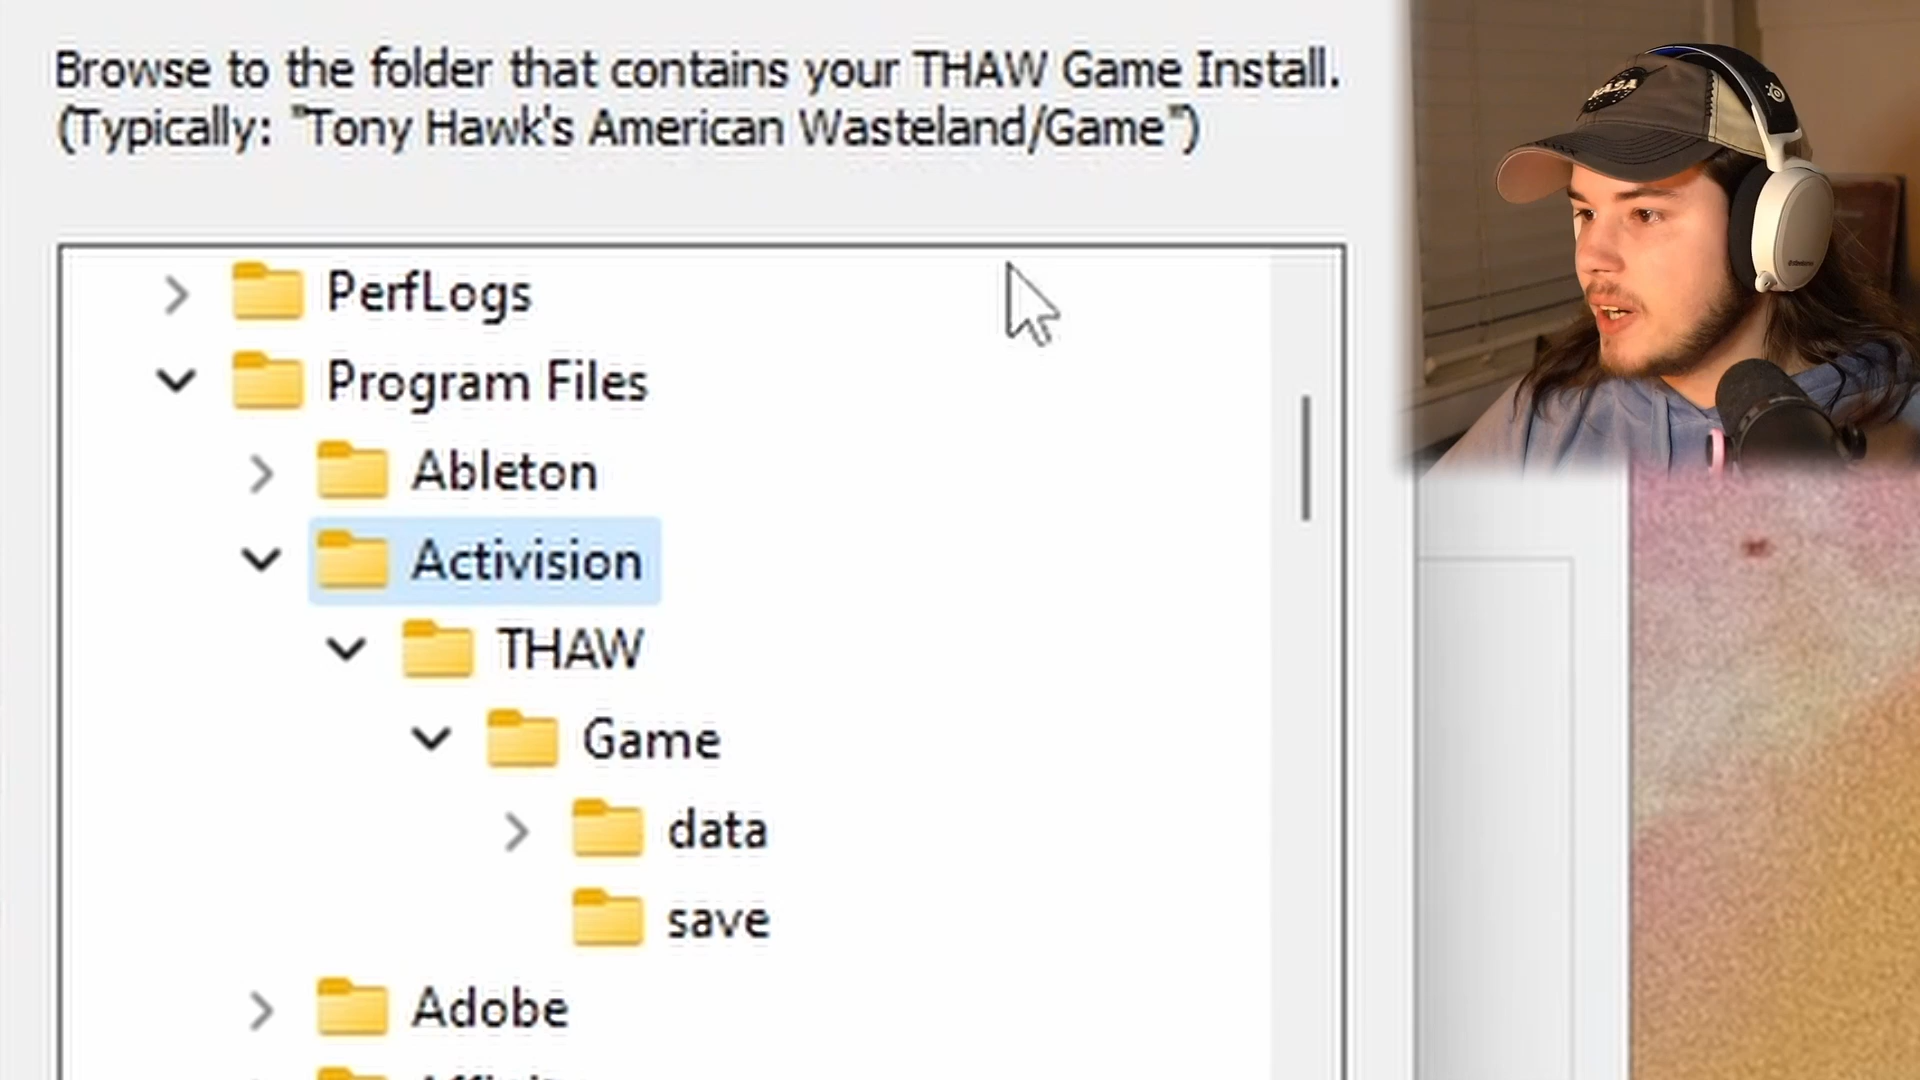 Browse to the folder that contains your THAW Game Install.
(Typically: "Tony Hawk's American Wasteland/Game")
NASA
PerfLogs
Program Files
Ableton
Activision
THAW
Game
data
save
Adobe